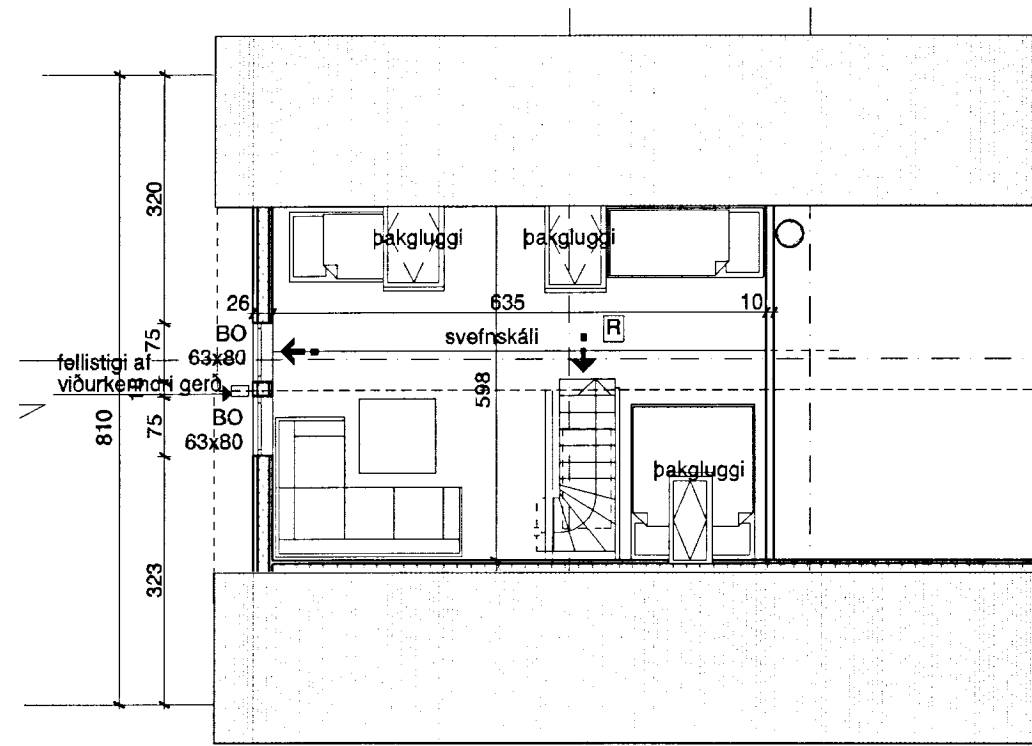 320
þakgluggi
þakgluggi
26
635
10
BO
63x80
svefnskáli
R
75
fellistigi af
viðurkenndri gerð
598
810
75
BO
63x80
þakgluggi
323